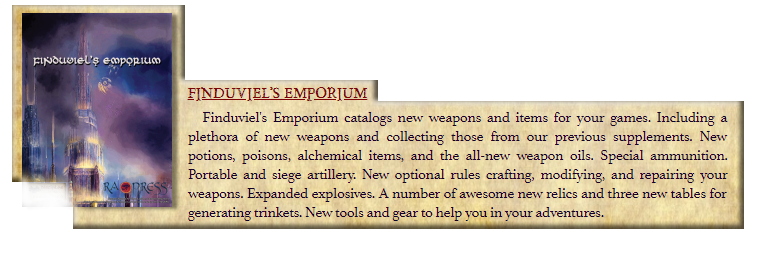 FINDUVIEL'S EMPORIUM
RA PRESS
FINDUVIEL'S EMPORIUM
Finduviel's Emporium catalogs new weapons and items for your games. Including a
plethora of new weapons and collecting those from our previous supplements. New
potions, poisons, alchemical items, and the all-new weapon oils. Special ammunition.
Portable and siege artillery. New optional rules crafting, modifying, and repairing your
weapons. Expanded explosives. A number of awesome new relics and three new tables for
generating trinkets. New tools and gear to help you in your adventures.